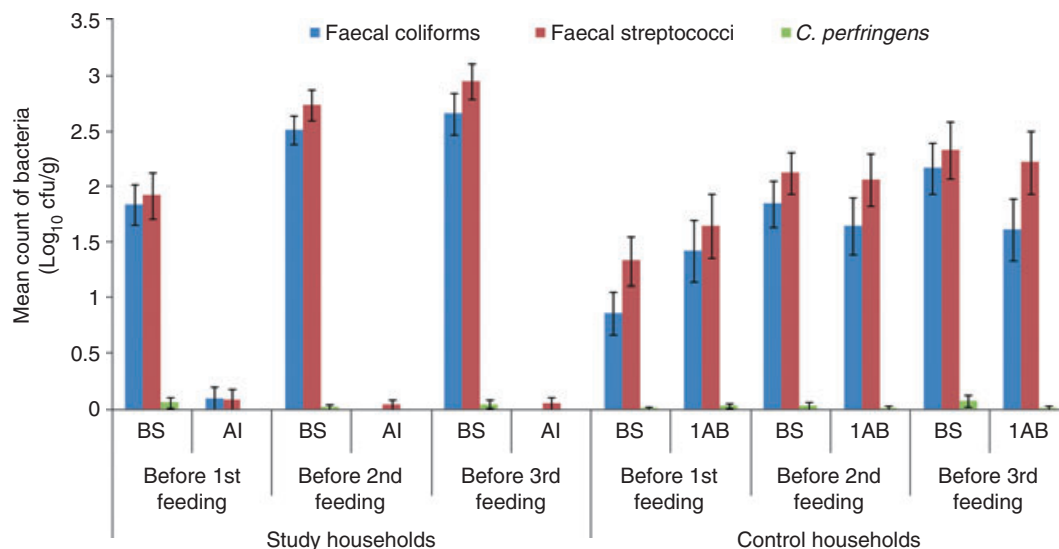 Faecal coliforms Faecal streptococci C. perfringens
Mean count of bacteria
(Log10 cfu/g)
3.5
3
2.5
2
1.5
1
0.5
0
BS AI BS AI BS AI BS 1AB BS 1AB BS 1AB
Before 1st feeding Before 2nd feeding Before 3rd feeding Before 1st feeding Before 2nd feeding Before 3rd feeding
Study households Control households